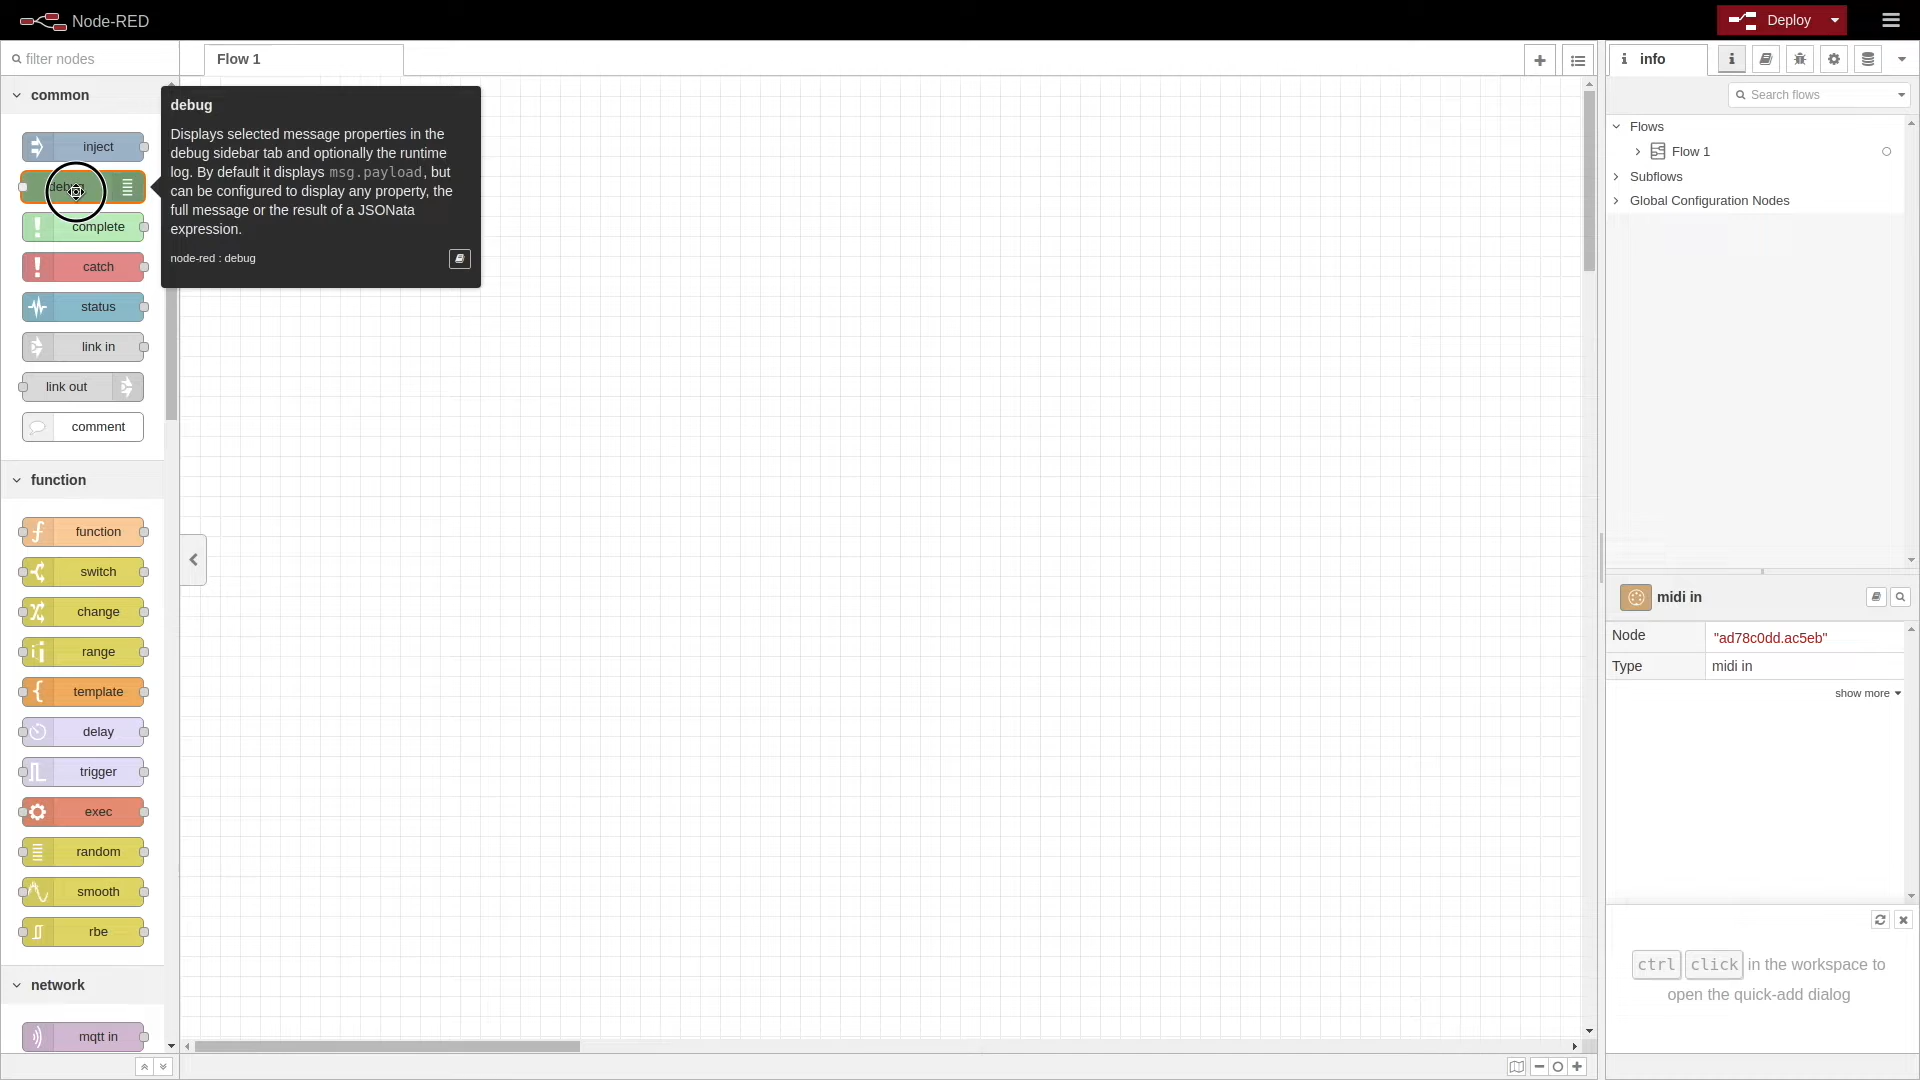 Node-RED
Deploy
filter nodes
Flow 1
info
common
Search flows
inject
debug
complete
catch
status
link in
link out
comment
debug
Displays selected message properties in the
debug sidebar tab and optionally the runtime
log. By default it displays msg.payload, but
can be configured to display any property, the
full message or the result of a JSONata
expression.
node-red : debug
Flows
Flow 1
Subflows
Global Configuration Nodes
function
function
switch
change
range
template
delay
trigger
exec
random
smooth
rbe
network
mqtt in
midi in
Node "ad78c0dd.ac5eb"
Type midi in
show more
ctrl click in the workspace to
open the quick-add dialog